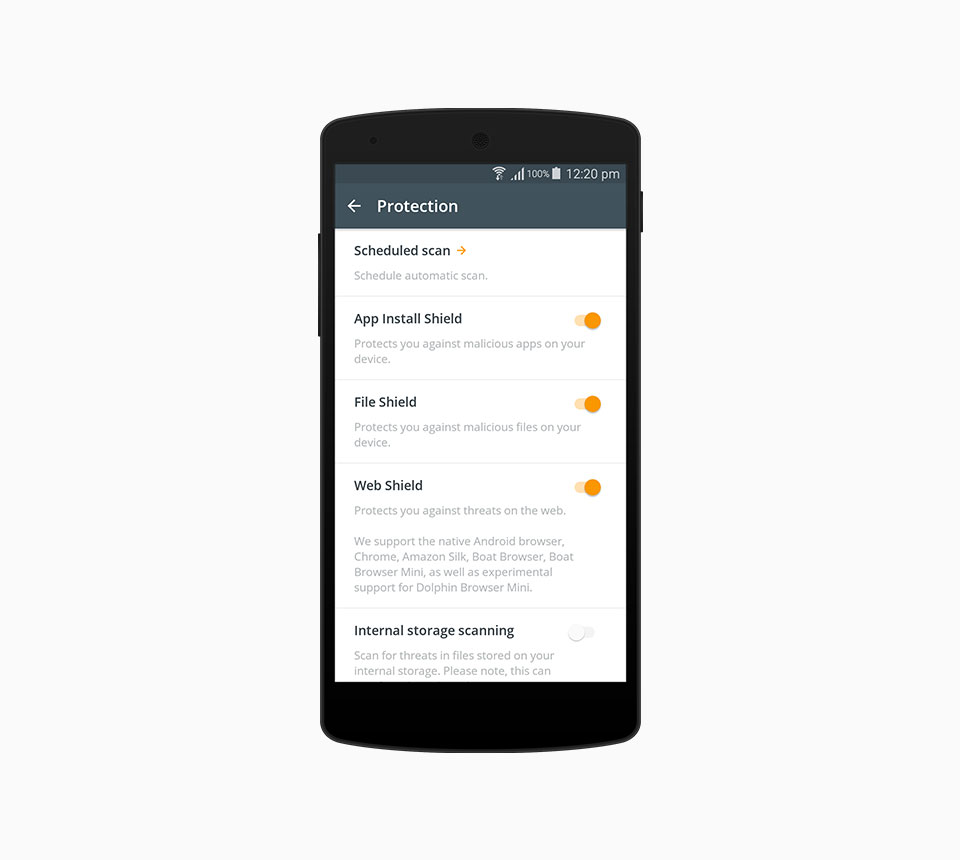 100% 12:20 pm
Protection
Scheduled scan
Schedule automatic scan.
App Install Shield
Protects you against malicious apps on your
device.
File Shield
Protects you against malicious files on your
device.
Web Shield
Protects you against threats on the web.
We support the native Android browser,
Chrome, Amazon Silk, Boat Browser, Boat
Browser Mini, as well as experimental
support for Dolphin Browser Mini.
Internal storage scanning
Scan for threats in files stored on your
internal storage. Please note, this can